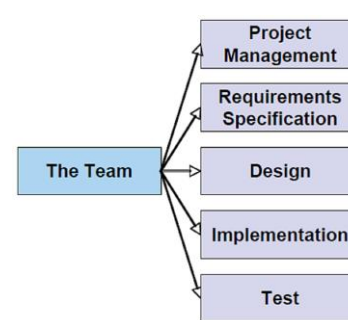 Project
Management
Requirements
Specification
The Team
Design
Implementation
Test